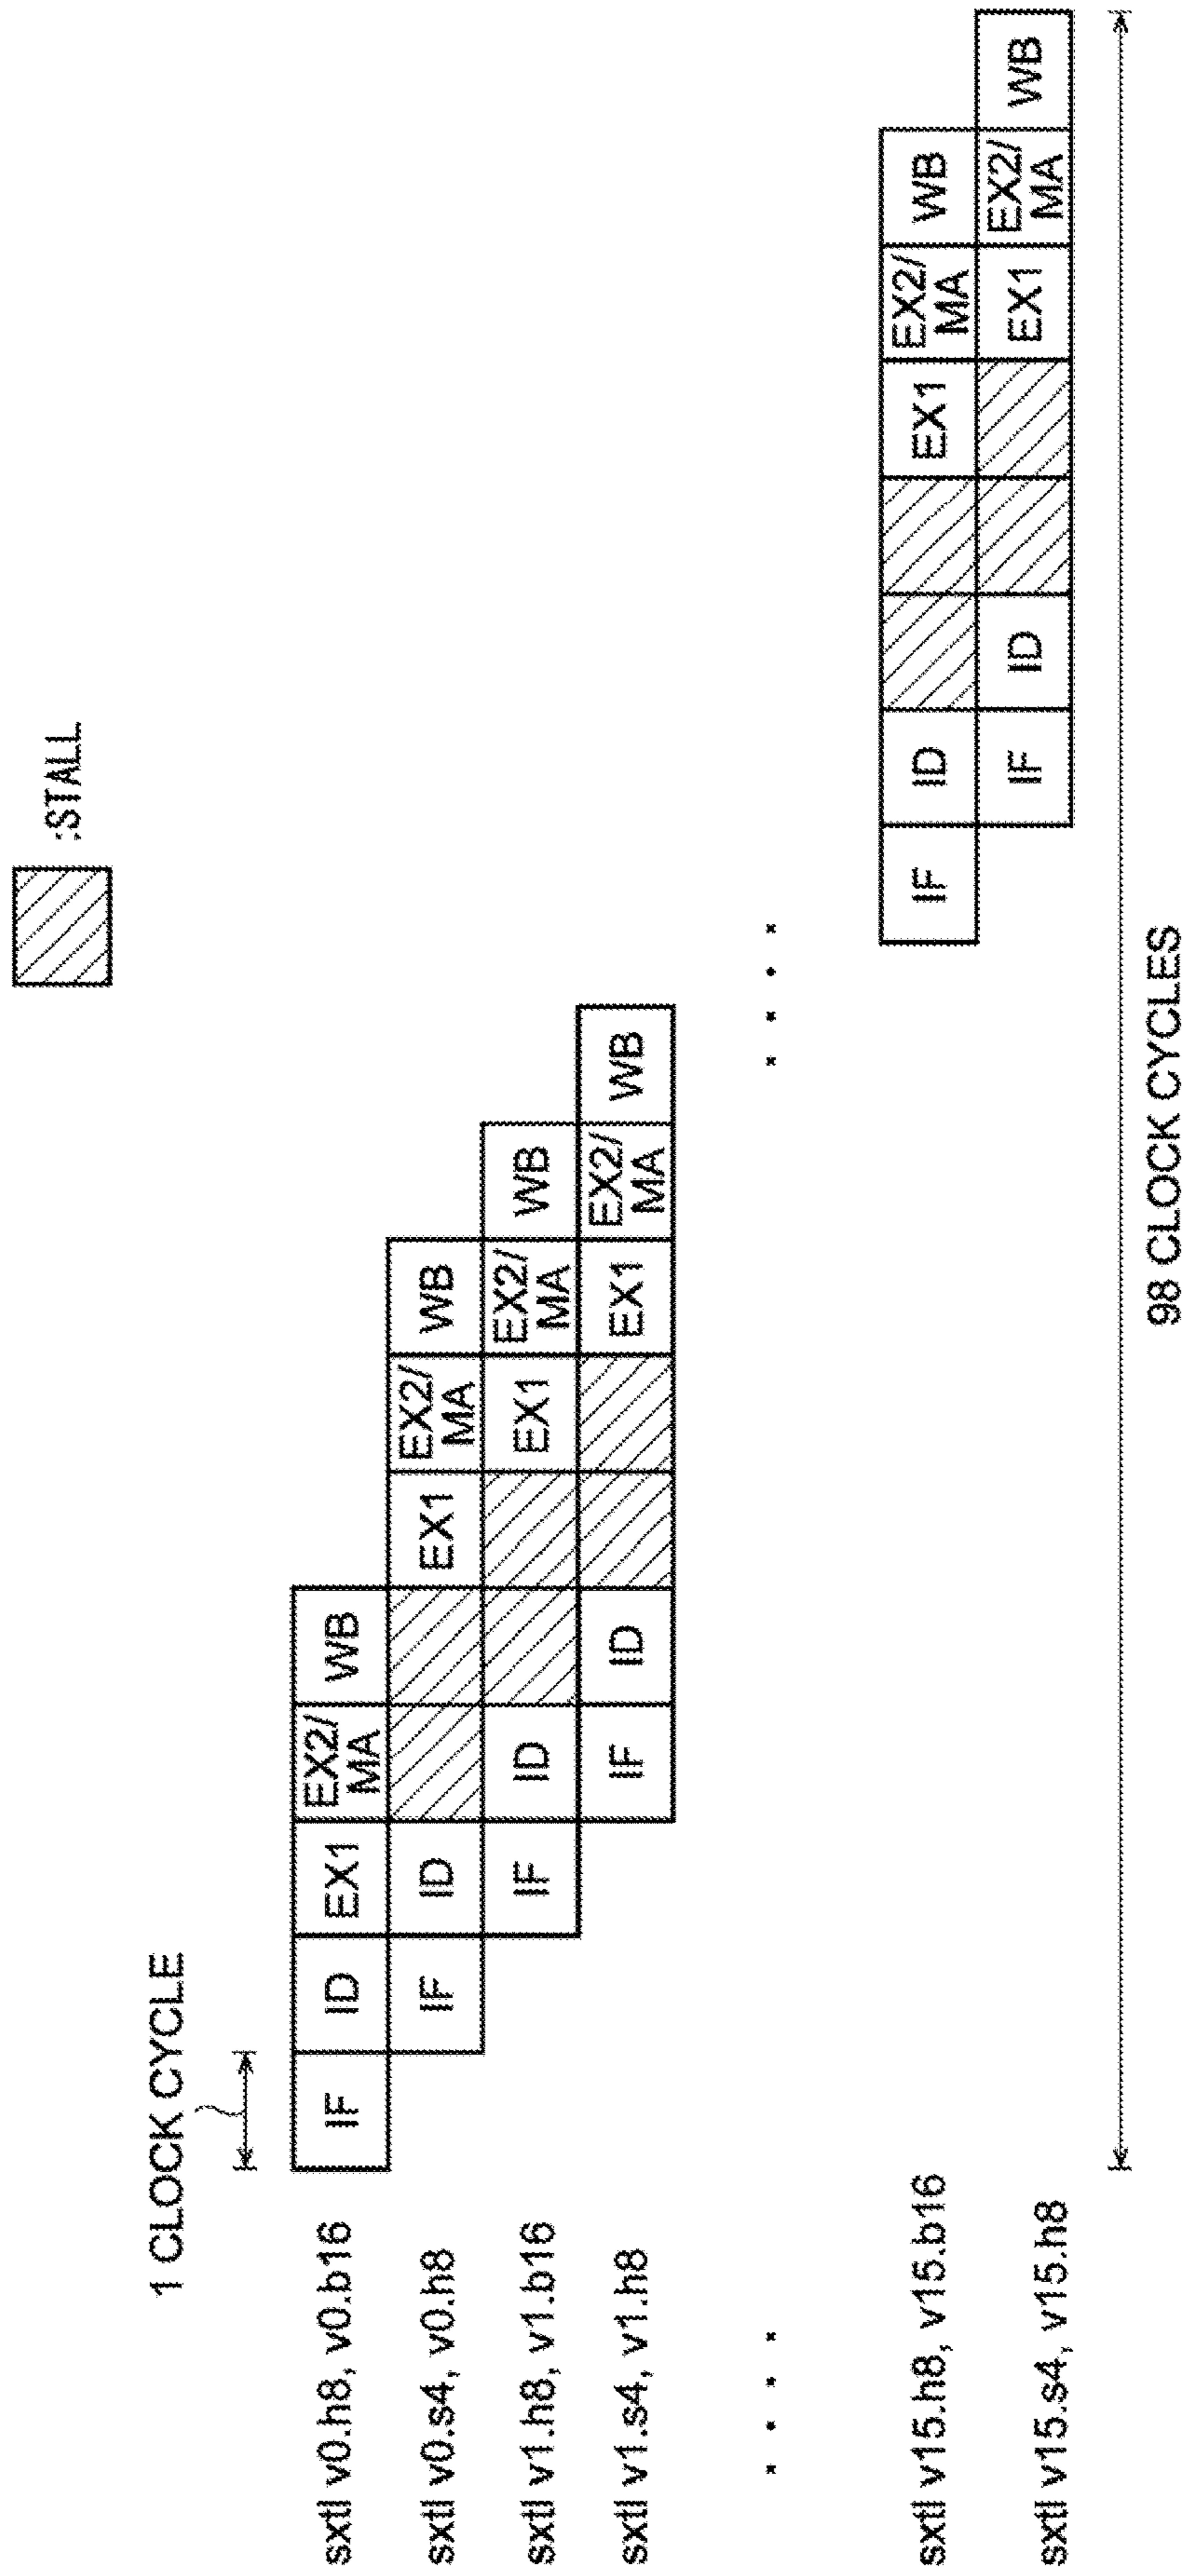 :STALL
1 CLOCK CYCLE
sxtl v0.h8, v0.b16 IF ID EX1 EX2/MA WB
sxtl v0.s4, v0.h8 IF ID EX1 EX2/MA WB
sxtl v1.h8, v1.b16 IF ID EX1 EX2/MA WB
sxtl v1.s4, v1.h8 IF ID EX1 EX2/MA WB
sxtl v15.h8, v15.b16 IF ID EX1 EX2/MA WB
sxtl v15.s4, v15.h8 IF ID EX1 EX2/MA WB
98 CLOCK CYCLES